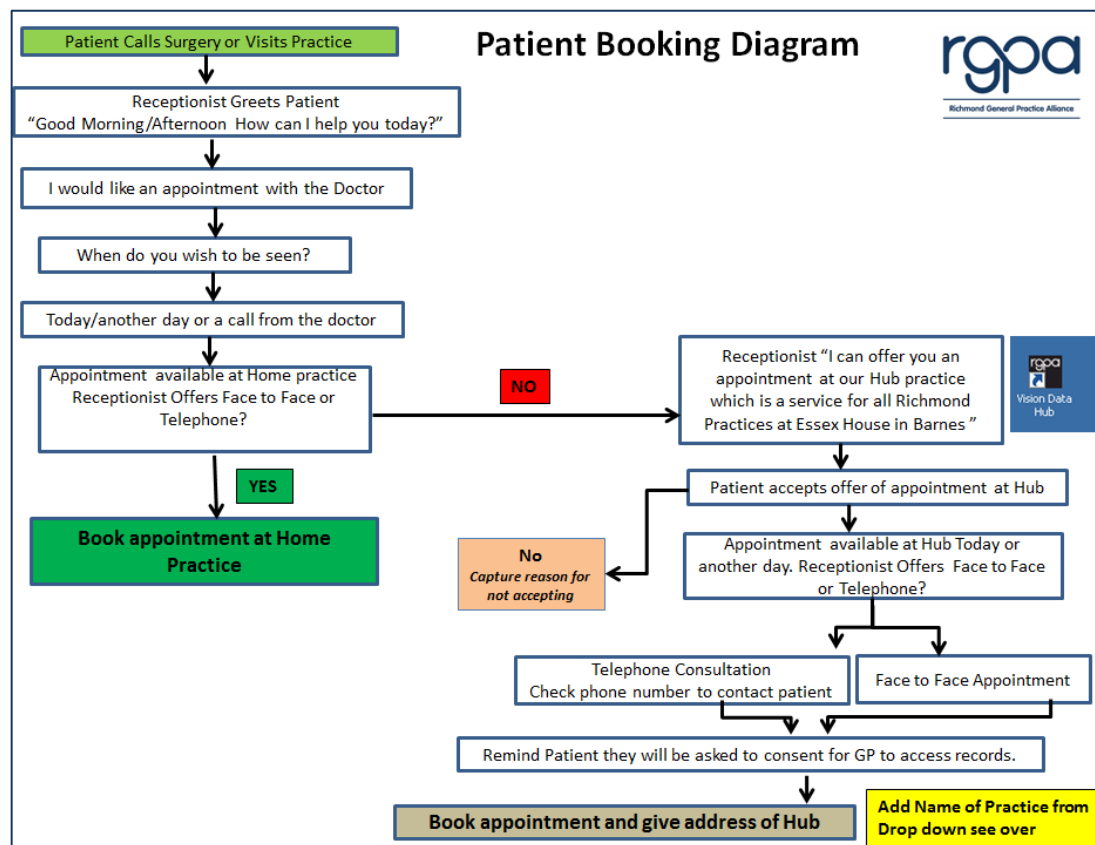 Patient Calls Surgery or Visits Practice
Patient Booking Diagram
rgpa
Richmond General Practice Alliance
Receptionist Greets Patient
“Good Morning/Afternoon How can I help you today?”
I would like an appointment with the Doctor
When do you wish to be seen?
Today/another day or a call from the doctor
Appointment available at Home practice
Receptionist Offers Face to Face or
Telephone?
NO
Receptionist “I can offer you an
appointment at our Hub practice
which is a service for all Richmond
Practices at Essex House in Barnes ”
rgpa
Vision Data
Hub
YES
Book appointment at Home
Practice
Patient accepts offer of appointment at Hub
No
Capture reason for
not accepting
Appointment available at Hub Today or
another day. Receptionist Offers Face to Face
or Telephone?
Telephone Consultation
Check phone number to contact patient
Face to Face Appointment
Remind Patient they will be asked to consent for GP to access records.
Book appointment and give address of Hub
Add Name of Practice from
Drop down see over